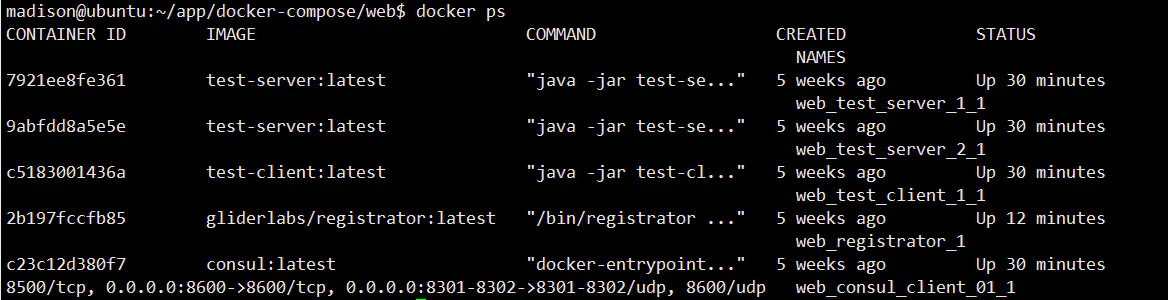 madison@ubuntu:~/app/docker-compose/web$ docker ps
CONTAINER ID        IMAGE                           COMMAND                  CREATED             STATUS
                                                                               NAMES
7921ee8fe361        test-server:latest              "java -jar test-se..."   5 weeks ago         Up 30 minutes
                                                                               web_test_server_1_1
9abfdd8a5e5e        test-server:latest              "java -jar test-se..."   5 weeks ago         Up 30 minutes
                                                                               web_test_server_2_1
c5183001436a        test-client:latest              "java -jar test-cl..."   5 weeks ago         Up 30 minutes
                                                                               web_test_client_1_1
2b197fccfb85        gliderlabs/registrator:latest   "/bin/registrator ..."   5 weeks ago         Up 12 minutes
                                                                               web_registrator_1
c23c12d380f7        consul:latest                   "docker-entrypoint..."   5 weeks ago         Up 30 minutes
8500/tcp, 0.0.0.0:8600->8600/tcp, 0.0.0.0:8301-8302->8301-8302/udp, 8600/udp   web_consul_client_01_1